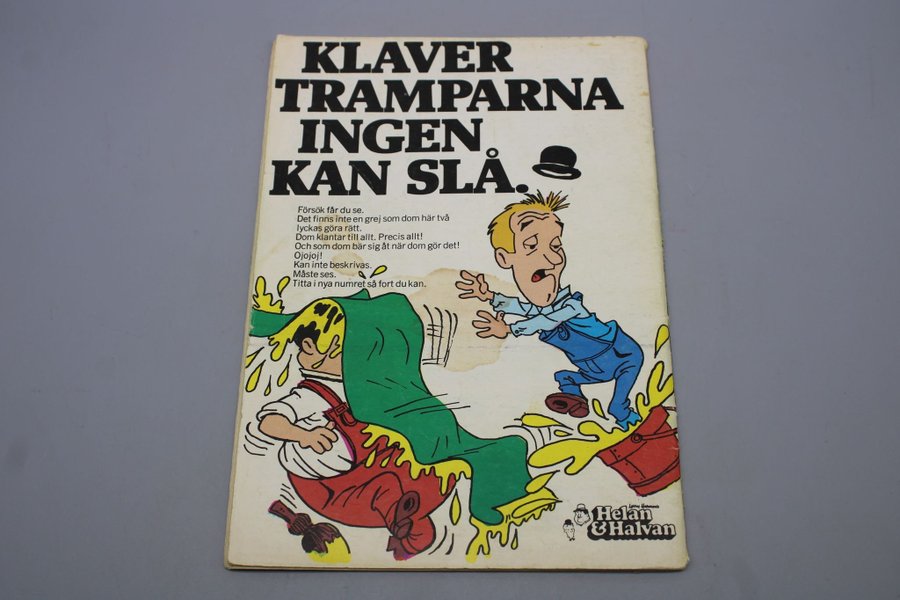 KLAVER
TRAMPARNA
INGEN
KAN SLÅ.
Försök får du se.
Det finns inte en grej som dom här två
lyckas göra rätt.
Dom klantar till allt. Precis allt!
Och som dom bär sig åt när dom gör det!
Ojojoj!
Kan inte beskrivas.
Måste ses.
Titta i nya numret så fort du kan.
Helan
& Halvan